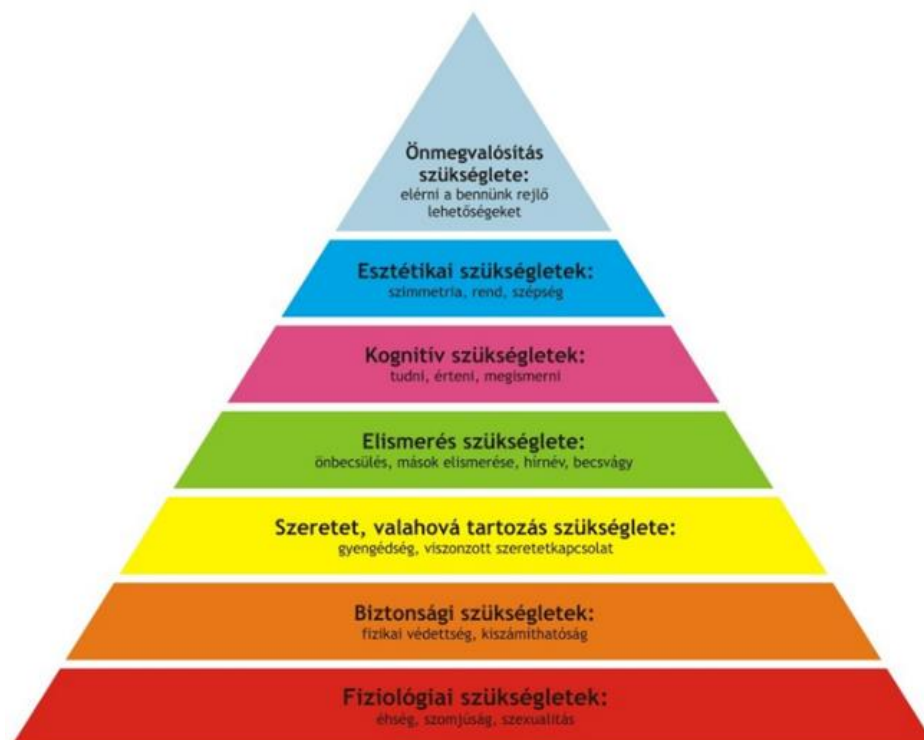 Önmegvalósítás
szükséglete:
elérni a bennünk rejlő
lehetőségeket
Esztétikai szükségletek:
szimmetria, rend, szépség
Kognitív szükségletek:
tudni, érteni, megismerni
Elismerés szükséglete:
önbecsülés, mások elismerése, hírnév, becsvágy
Szeretet, valahová tartozás szükséglete:
gyengédség, viszonzott szeretetkapcsolat
Biztonsági szükségletek:
fizikai védettség, kiszámíthatóság
Fiziológiai szükségletek:
éhség, szomjúság, szexualitás